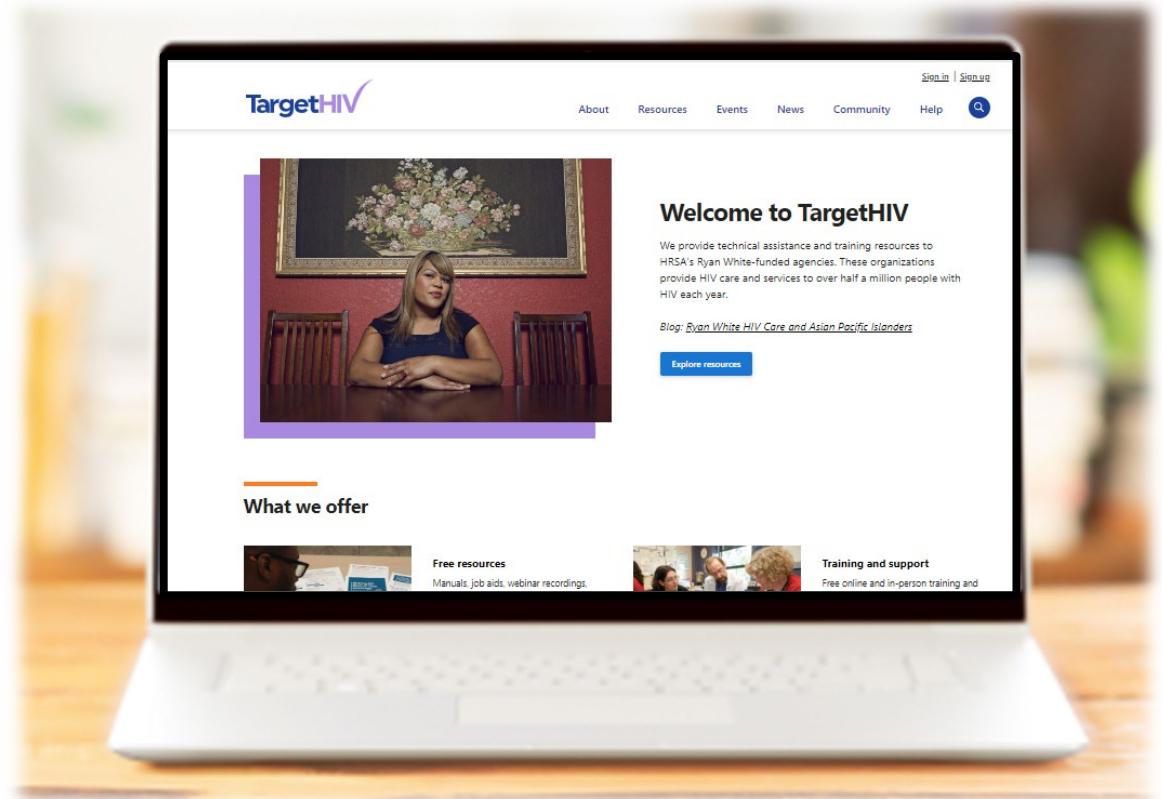 Sign in | Sign up
TargetHIV
About Resources Events News Community Help
Welcome to TargetHIV
We provide technical assistance and training resources to
HRSA's Ryan White-funded agencies. These organizations
provide HIV care and services to over half a million people with
HIV each year.
Blog: Ryan White HIV Care and Asian Pacific Islanders
Explore resources
What we offer
Free resources
Manuals, job aids, webinar recordings,
Training and support
Free online and in-person training and